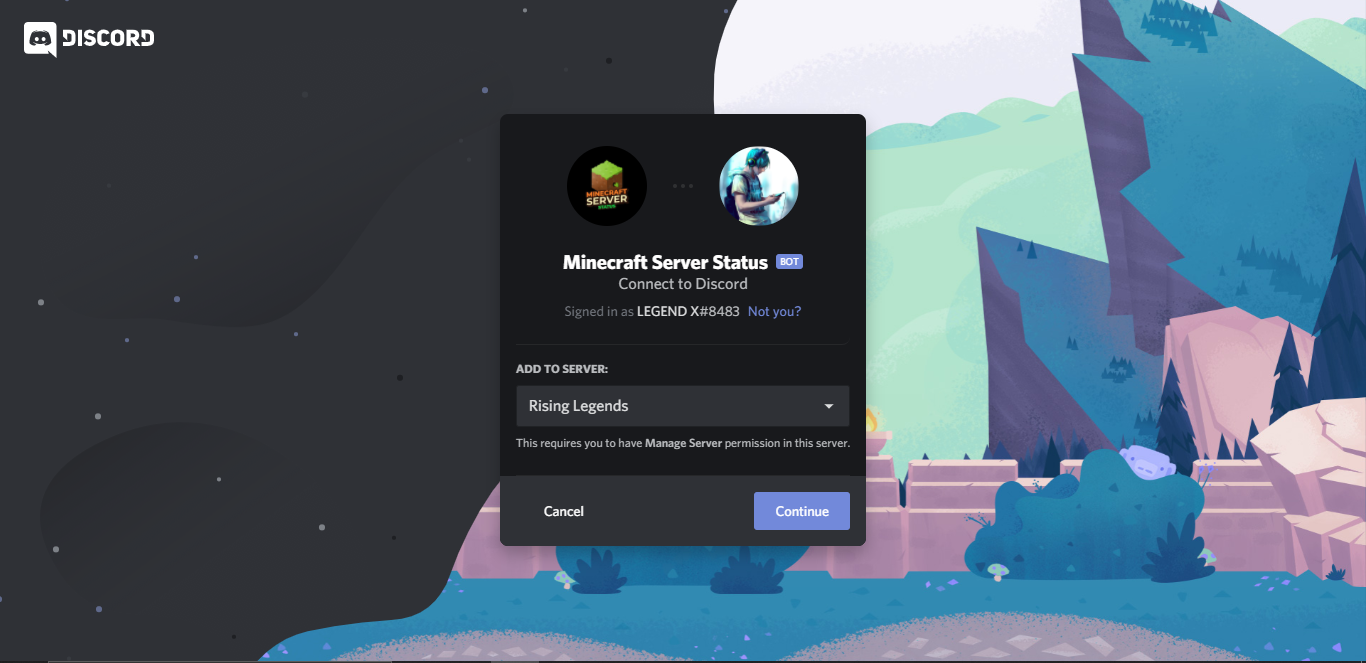 DISCORD
MINECRAFT
SERVER
STATUS
Minecraft Server Status BOT
Connect to Discord
Signed in as LEGEND X#8483 Not you?
ADD TO SERVER:
Rising Legends
This requires you to have Manage Server permission in this server.
Cancel Continue